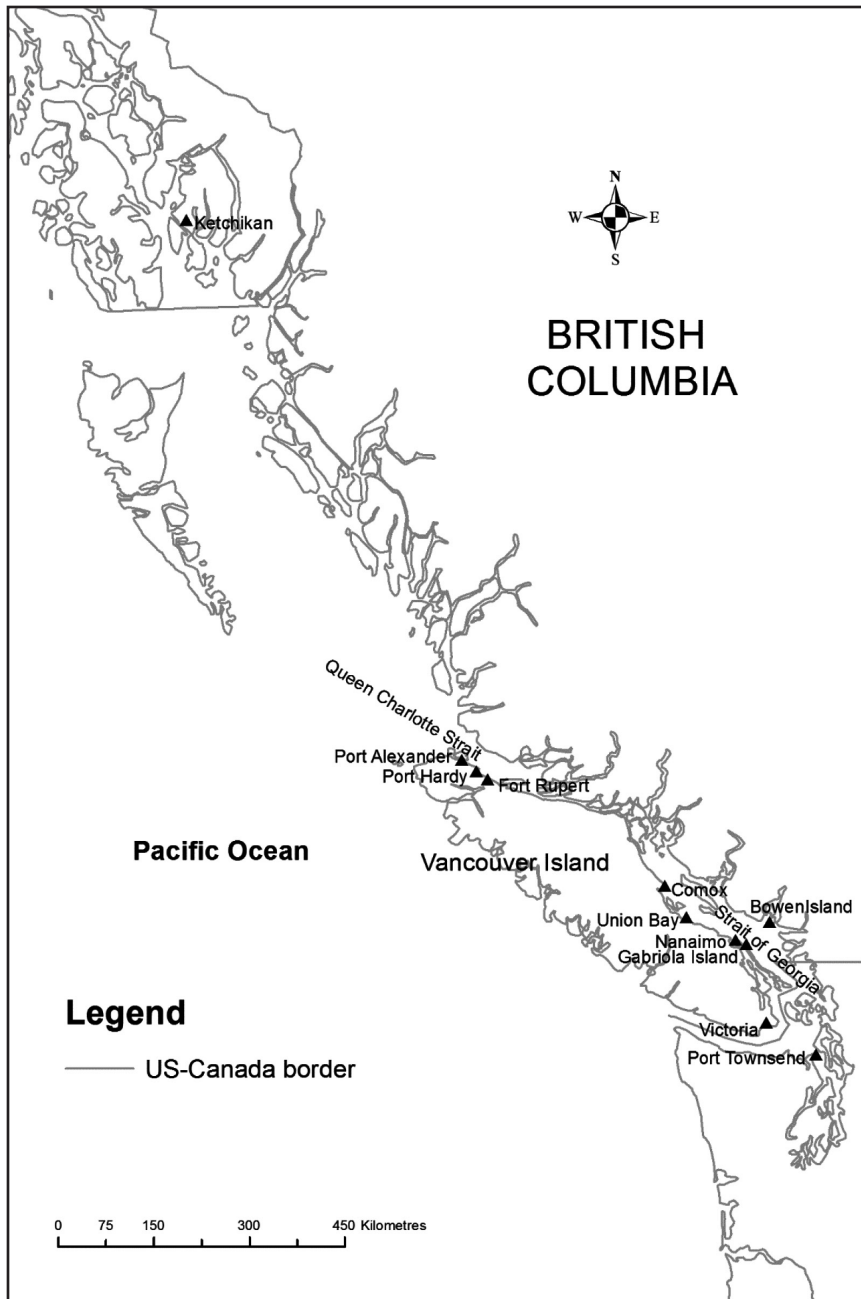 Ketchikan
N
W E
S
BRITISH
COLUMBIA
Queen Charlotte Strait
Port Alexander
Port Hardy
Fort Rupert
Pacific Ocean
Vancouver Island
Comox
BowenIsland
Union Bay
Strait of Georgia
Nanaimo
Gabriola Island
Legend
Victoria
US-Canada border
Port Townsend
0 75 150 300 450 Kilometres